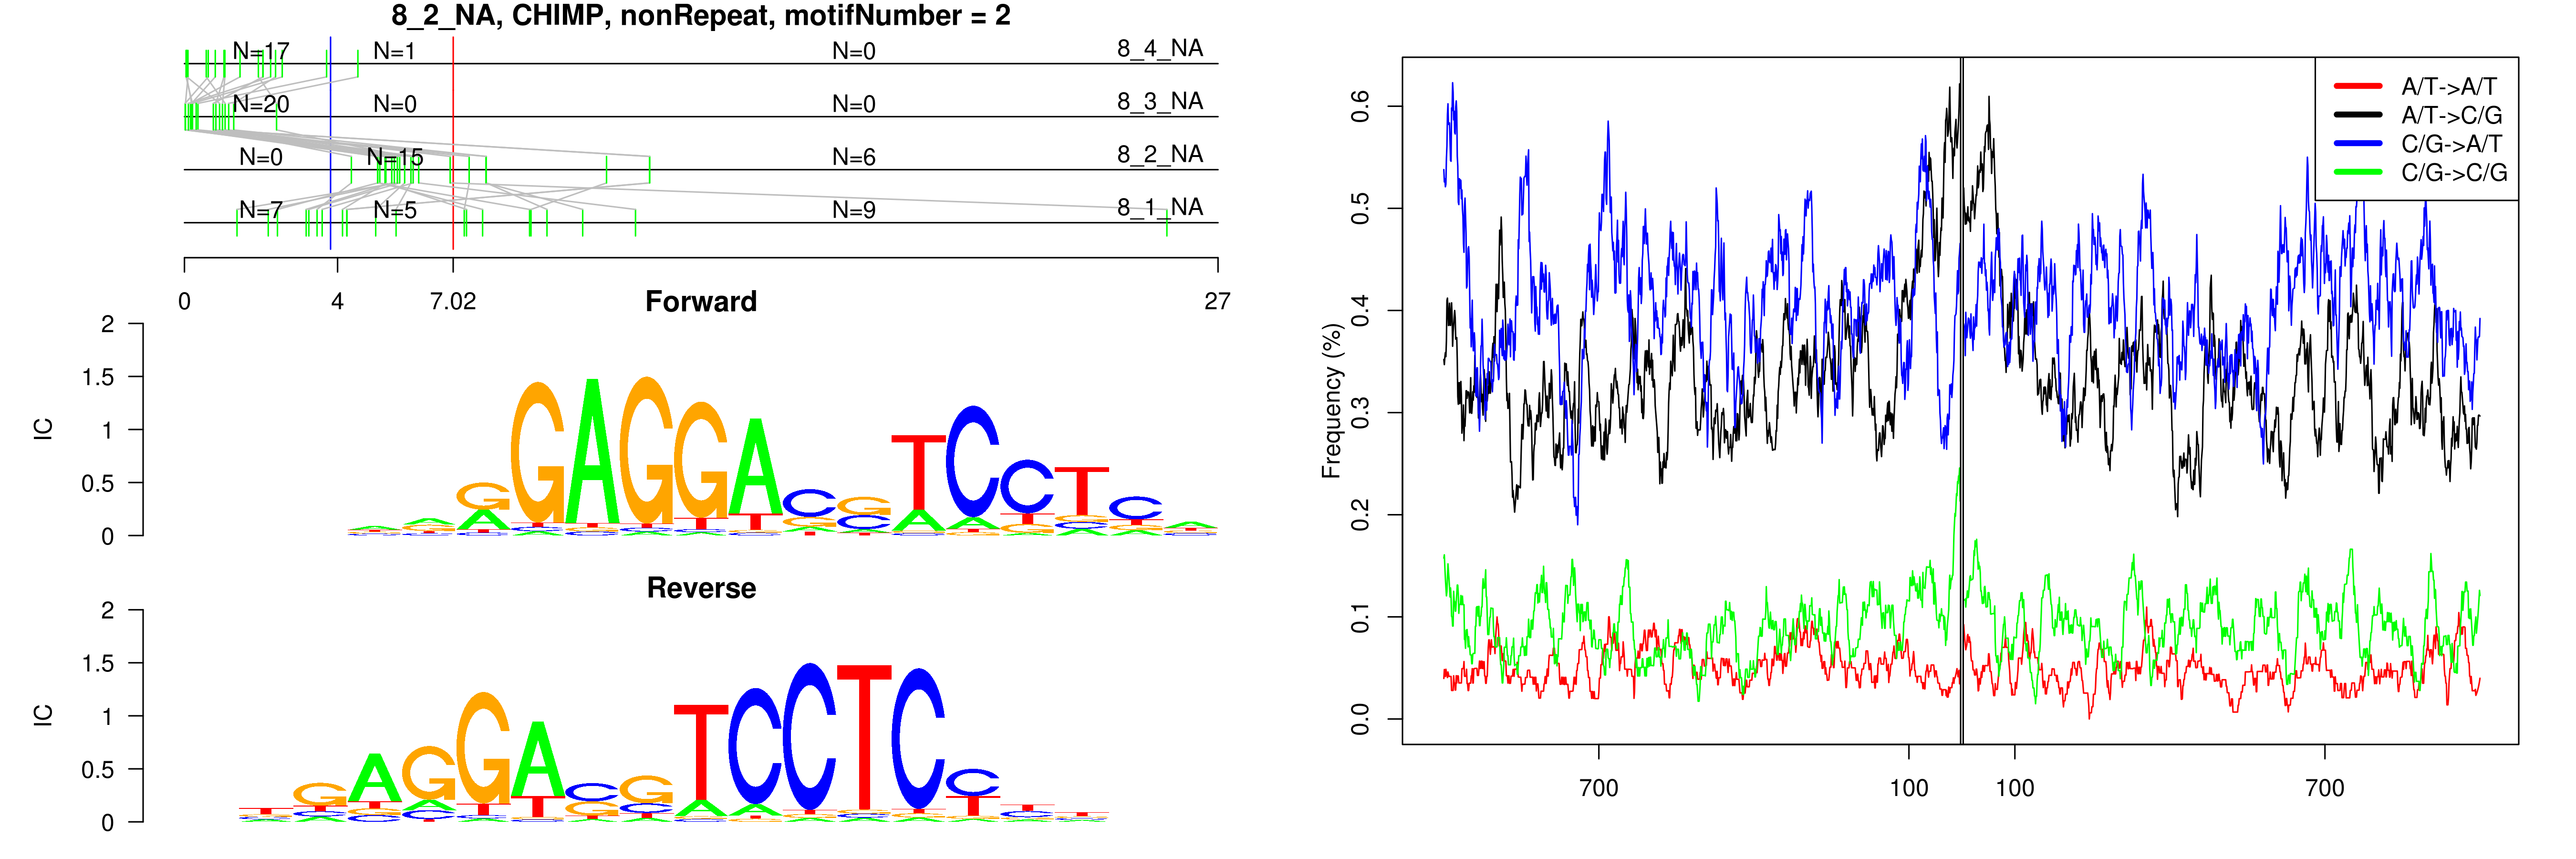 8_2_NA, CHIMP, nonRepeat, motifNumber = 2
N=17 N=1 N=0 8_4_NA
N=20 N=0 N=0 8_3_NA
N=0 N=15 N=6 8_2_NA
N=7 N=5 N=9 8_1_NA
0 4 7.02 27
Forward
IC
2
1.5
1
0.5
0
G GAGGA C G T C C T C
Reverse
IC
2
1.5
1
0.5
0
G A G G A C G T C C T C C
Frequency (%)
0.6
0.5
0.4
0.3
0.2
0.1
0.0
700 100 100 700
A/T->A/T
A/T->C/G
C/G->A/T
C/G->C/G